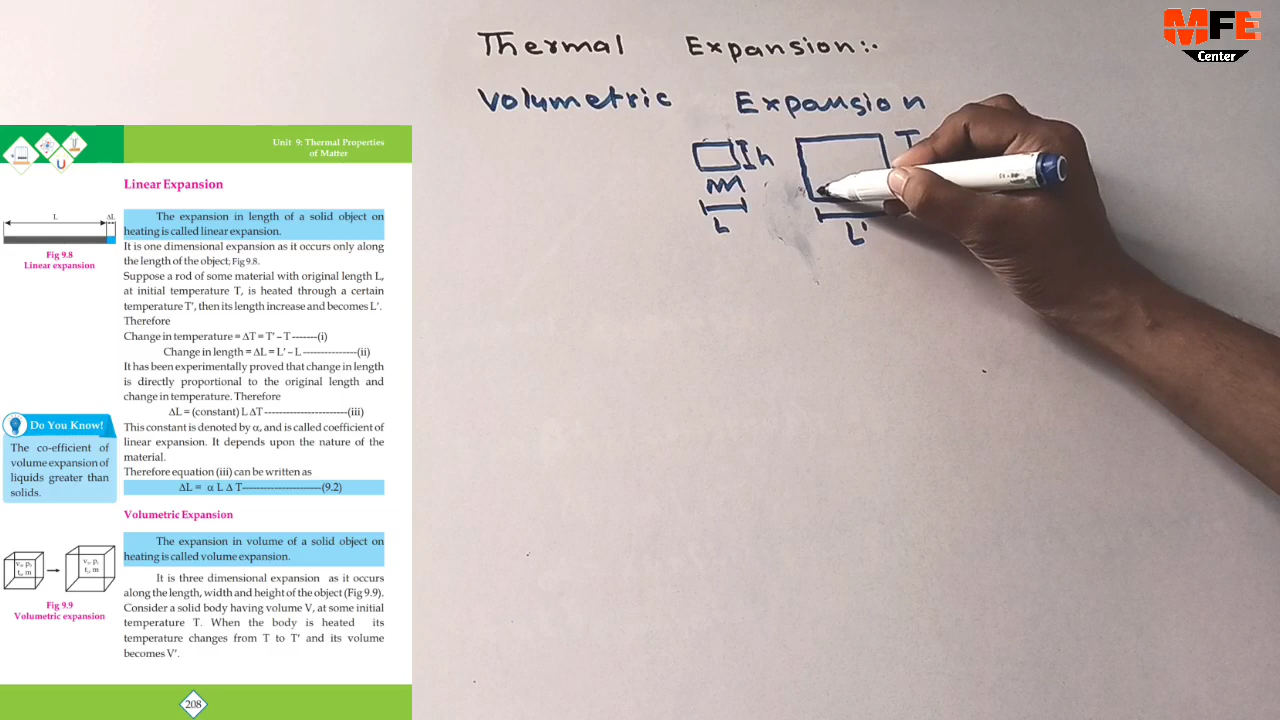 Thermal Expansion:.
Volumetric Expansion
h
L
T
L'
MFE
Center
Unit 9: Thermal Properties
of Matter
Linear Expansion
L ΔL
Fig 9.8
Linear expansion
The expansion in length of a solid object on
heating is called linear expansion.
It is one dimensional expansion as it occurs only along
the length of the object; Fig 9.8.
Suppose a rod of some material with original length L,
at initial temperature T, is heated through a certain
temperature T′, then its length increase and becomes L′.
Therefore
Change in temperature = ΔT = T′ – T -------(i)
Change in length = ΔL = L′ – L ---------------(ii)
It has been experimentally proved that change in length
is directly proportional to the original length and
change in temperature. Therefore
ΔL = (constant) L ΔT -----------------------(iii)
This constant is denoted by α, and is called coefficient of
linear expansion. It depends upon the nature of the
material.
Therefore equation (iii) can be written as
ΔL = α L Δ T----------------------(9.2)
Do You Know!
The co-efficient of
volume expansion of
liquids greater than
solids.
Volumetric Expansion
The expansion in volume of a solid object on
heating is called volume expansion.
Fig 9.9
Volumetric expansion
It is three dimensional expansion as it occurs
along the length, width and height of the object (Fig 9.9).
Consider a solid body having volume V, at some initial
temperature T. When the body is heated its
temperature changes from T to T′ and its volume
becomes V′.
208